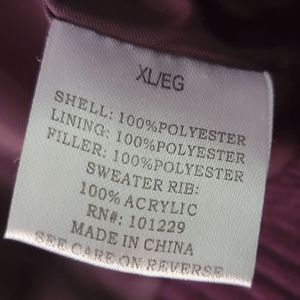 XL/EG
SHELL: 100%POLYESTER
LINING: 100%POLYESTER
FILLER: 100%POLYESTER
SWEATER RIB:
100% ACRYLIC
RN#: 101229
MADE IN CHINA
SEE CARE ON REVERSE